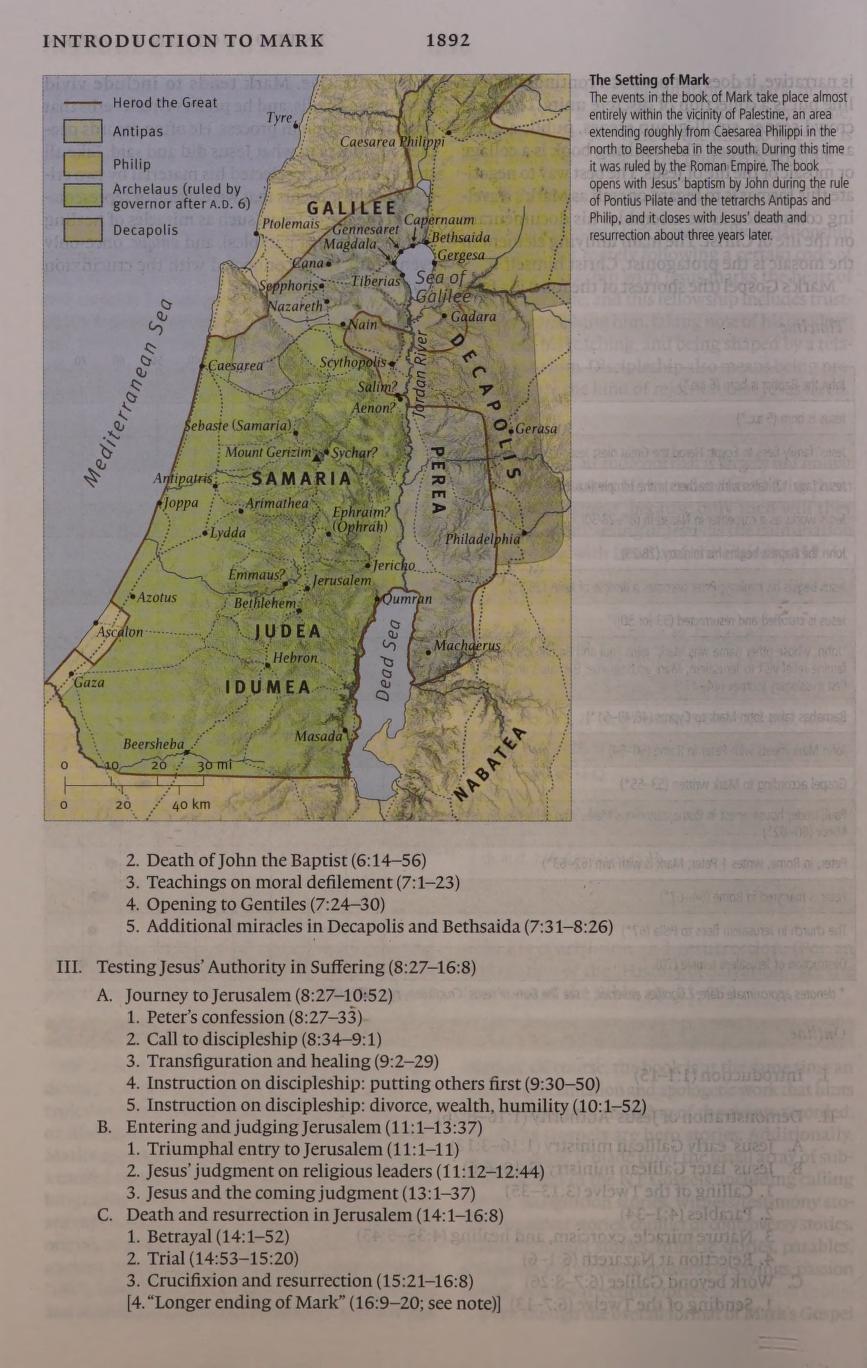 INTRODUCTION TO MARK 1892
Herod the Great
Antipas
Philip
Archelaus (ruled by
governor after A.D. 6)
Decapolis
Tyre
Caesarea Philippi
GALILEE
Ptolemais
Gennesaret
Capernaum
Magdala
Bethsaida
Gergesa
Cana
Sepphoris
Tiberias
Sea of
Galilee
Nazareth
Nain
Gadara
Mediterranean Sea
Caesarea
Scythopolis
Jordan River
DECAPOLIS
Salim?
Aenon?
Sebaste (Samaria)
Gerasa
Mount Gerizim
Sychar?
PEREA
Antipatris
SAMARIA
Joppa
Arimathea
Ephraim?
(Ophrah)
Lydda
Philadelphia
Jericho
Emmaus?
Jerusalem
Azotus
Bethlehem
Qumran
Ascalon
JUDEA
Dead Sea
Machaerus
Hebron
Gaza
IDUMEA
Masada
Beersheba
NABATEA
0 10 20 30 mi
0 20 40 km
The Setting of Mark
The events in the book of Mark take place almost
entirely within the vicinity of Palestine, an area
extending roughly from Caesarea Philippi in the
north to Beersheba in the south. During this time
it was ruled by the Roman Empire. The book
opens with Jesus' baptism by John during the rule
of Pontius Pilate and the tetrarchs Antipas and
Philip, and it closes with Jesus' death and
resurrection about three years later.
2. Death of John the Baptist (6:14–56)
3. Teachings on moral defilement (7:1–23)
4. Opening to Gentiles (7:24–30)
5. Additional miracles in Decapolis and Bethsaida (7:31–8:26)
III. Testing Jesus' Authority in Suffering (8:27–16:8)
A. Journey to Jerusalem (8:27–10:52)
1. Peter's confession (8:27–33)
2. Call to discipleship (8:34–9:1)
3. Transfiguration and healing (9:2–29)
4. Instruction on discipleship: putting others first (9:30–50)
5. Instruction on discipleship: divorce, wealth, humility (10:1–52)
B. Entering and judging Jerusalem (11:1–13:37)
1. Triumphal entry to Jerusalem (11:1–11)
2. Jesus' judgment on religious leaders (11:12–12:44)
3. Jesus and the coming judgment (13:1–37)
C. Death and resurrection in Jerusalem (14:1–16:8)
1. Betrayal (14:1–52)
2. Trial (14:53–15:20)
3. Crucifixion and resurrection (15:21–16:8)
[4. "Longer ending of Mark" (16:9–20; see note)]